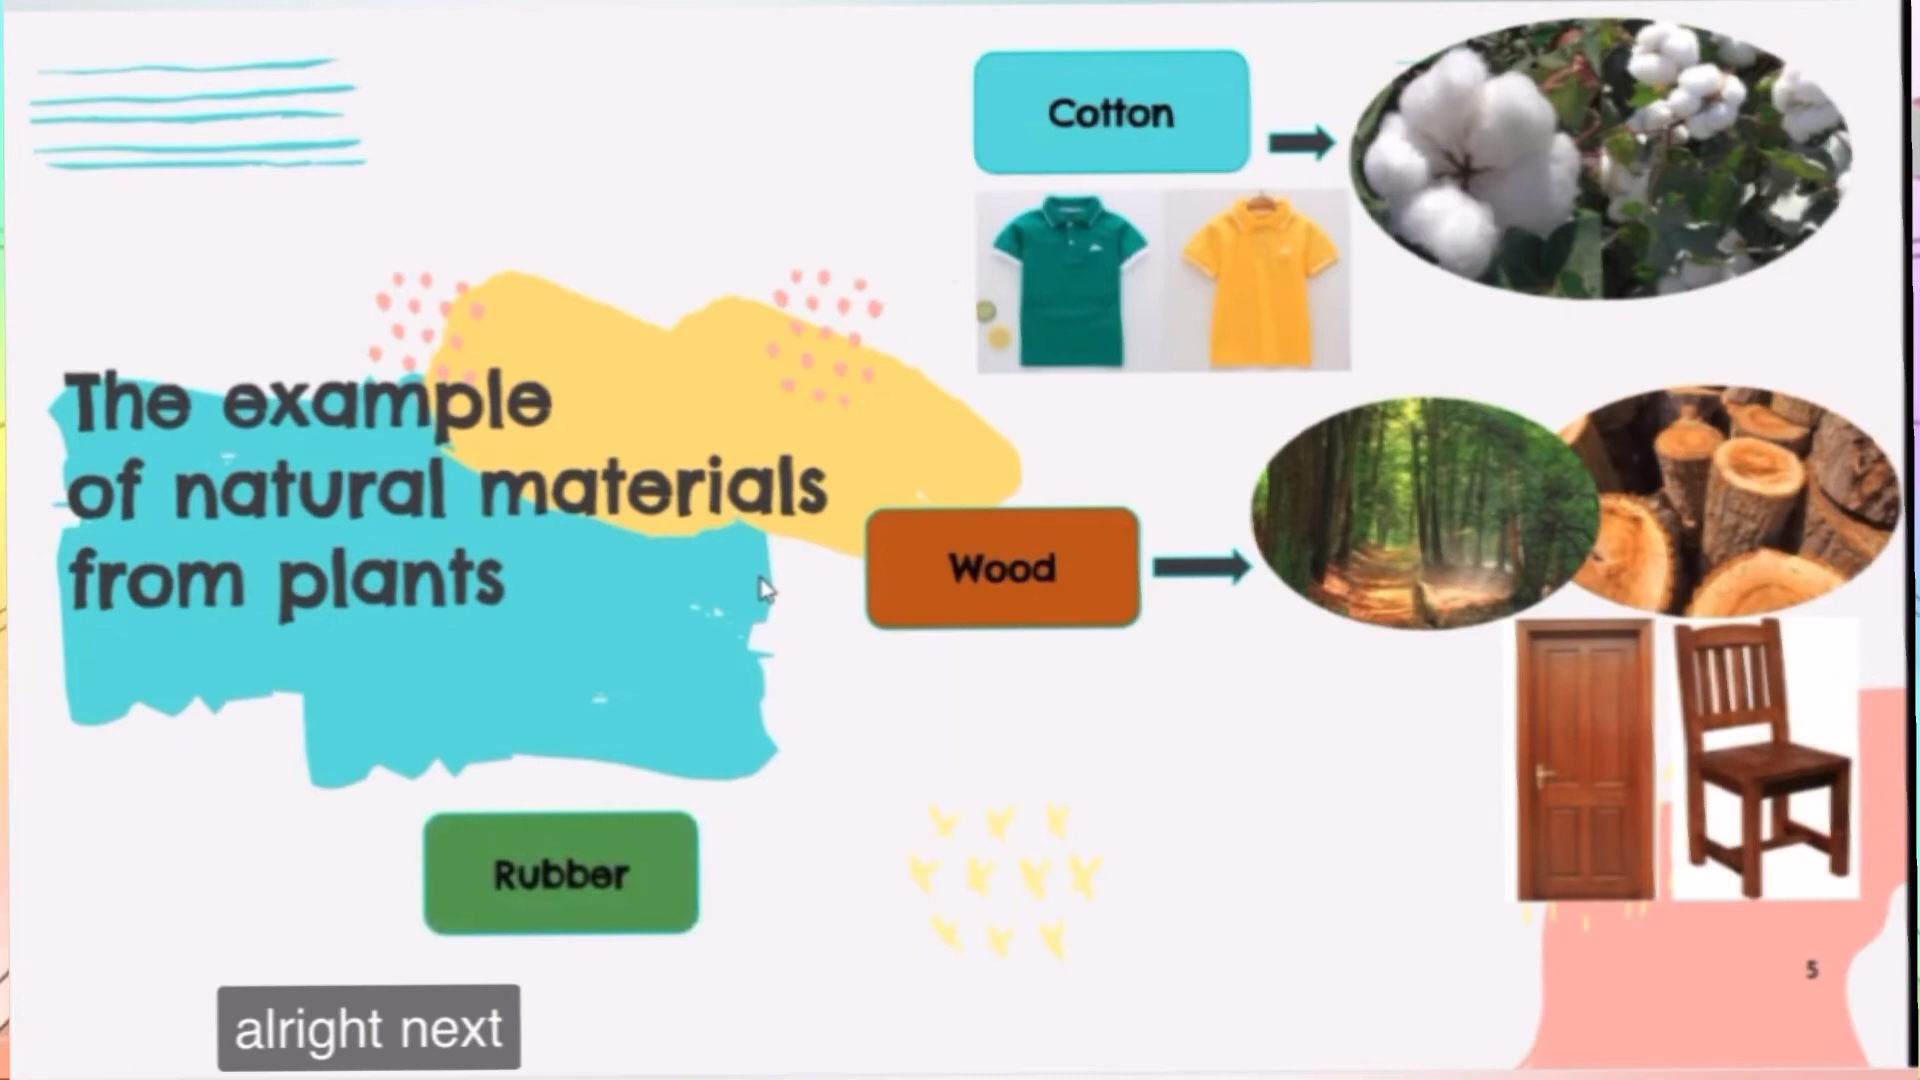 Cotton
The example
of natural materials
from plants
Wood
Rubber
5
alright next